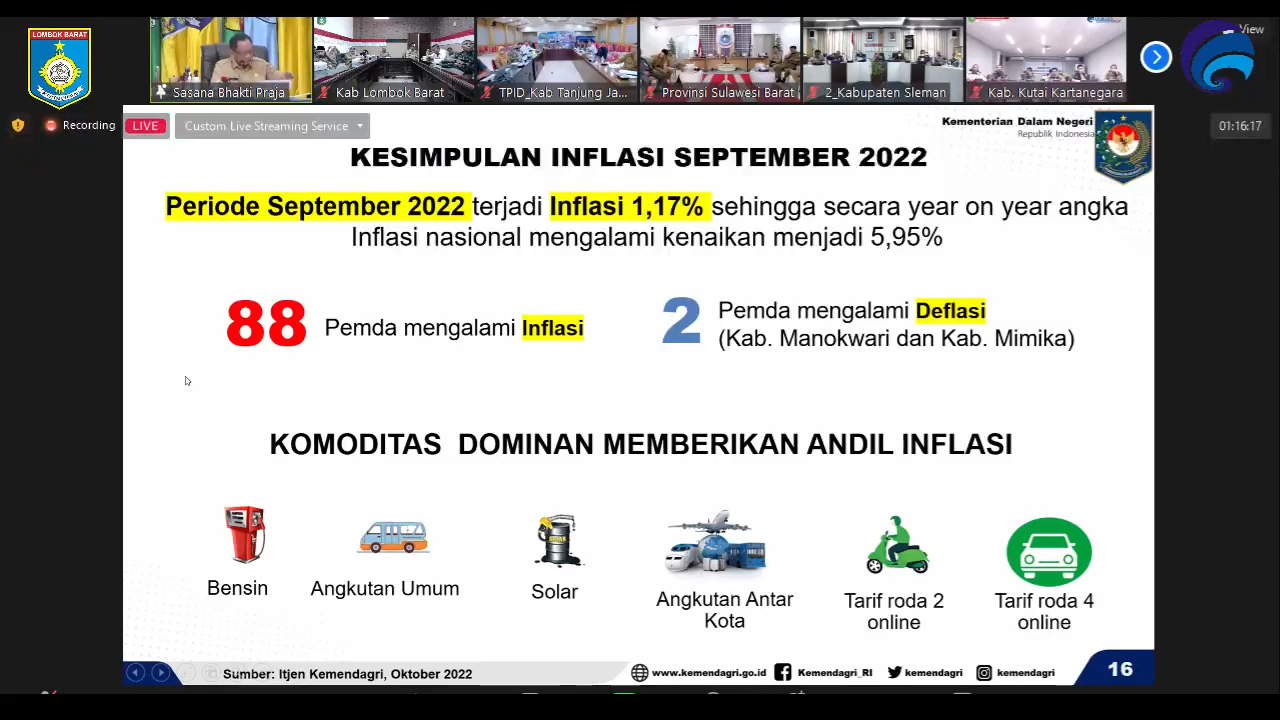 LOMBOK BARAT
View
Sasana Bhakti Praja
Kab Lombok Barat
TPID_Kab Tanjung Ja...
Provinsi Sulawesi Barat
2_Kabupaten Sleman
Kab. Kutai Kartanegara
Recording
LIVE
Custom Live Streaming Service
Kementerian Dalam Negeri
Republik Indonesia
01:16:17
KESIMPULAN INFLASI SEPTEMBER 2022
Periode September 2022 terjadi Inflasi 1,17% sehingga secara year on year angka
Inflasi nasional mengalami kenaikan menjadi 5,95%
88 Pemda mengalami Inflasi
2 Pemda mengalami Deflasi
(Kab. Manokwari dan Kab. Mimika)
KOMODITAS DOMINAN MEMBERIKAN ANDIL INFLASI
Bensin
Angkutan Umum
Solar
Angkutan Antar
Kota
Tarif roda 2
online
Tarif roda 4
online
Sumber: Itjen Kemendagri, Oktober 2022
www.kemendagri.go.id
Kemendagri_RI
kemendagri
kemendagri
16